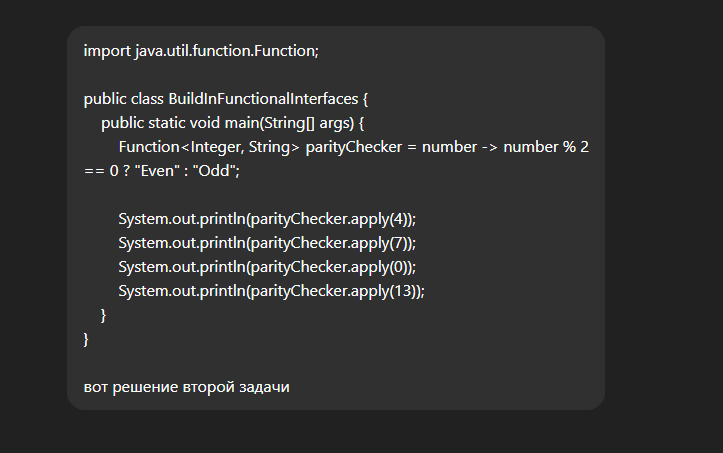 import java.util.function.Function;
public class BuildInFunctionalInterfaces {
public static void main(String[] args) {
Function<Integer, String> parityChecker = number -> number % 2
== 0 ? "Even" : "Odd";
System.out.println(parityChecker.apply(4));
System.out.println(parityChecker.apply(7));
System.out.println(parityChecker.apply(0));
System.out.println(parityChecker.apply(13));
}
}
вот решение второй задачи